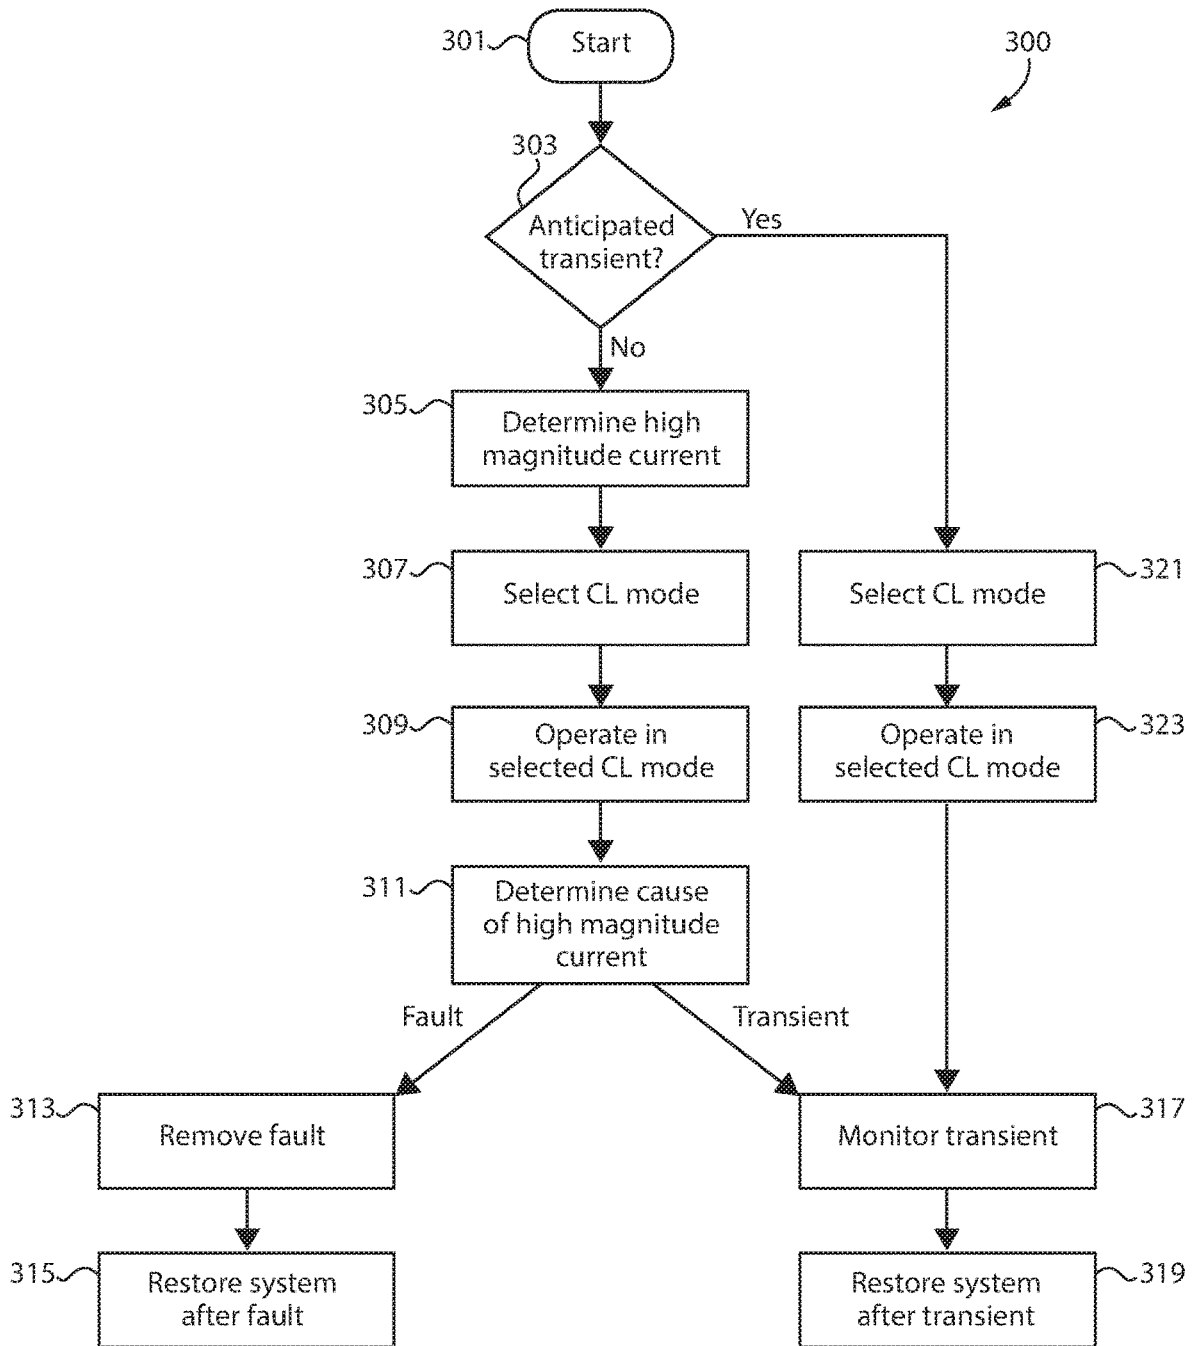 301
Start
300
303
Anticipated
transient?
Yes
No
305
Determine high
magnitude current
307
Select CL mode
Select CL mode
321
309
Operate in
selected CL mode
Operate in
selected CL mode
323
311
Determine cause
of high magnitude
current
Fault
Transient
313
Remove fault
Monitor transient
317
315
Restore system
after fault
Restore system
after transient
319